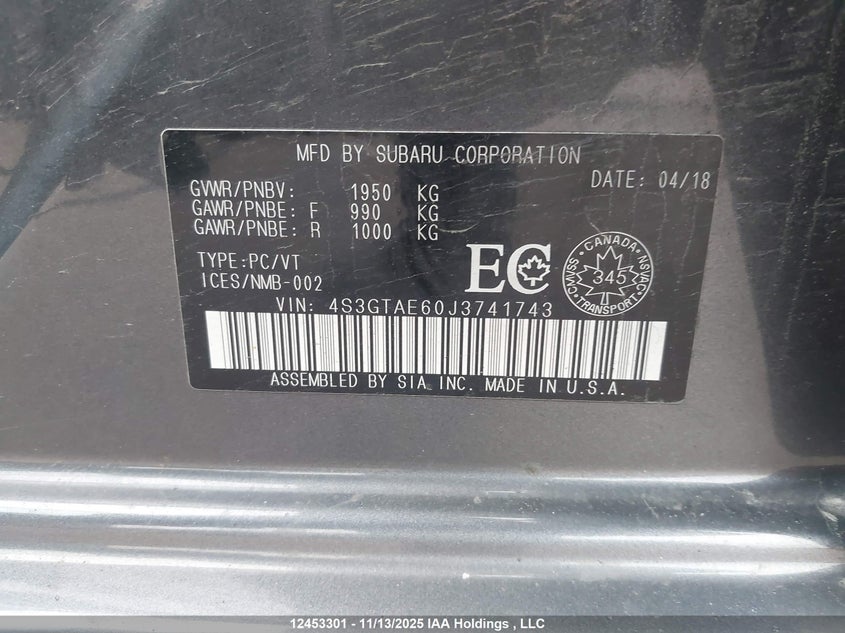 MFD BY SUBARU CORPORATION
DATE: 04/18
GVWR/PNBV: 1950 KG
GAWR/PNBE: F 990 KG
GAWR/PNBE: R 1000 KG
TYPE:PC/VT
ICES/NMB-002
EC
CANADA
CMVSS 345 NSVAC
TRANSPORT
VIN: 4S3GTAE60J3741743
ASSEMBLED BY SIA INC. MADE IN U.S.A.
12453301 - 11/13/2025 IAA Holdings , LLC